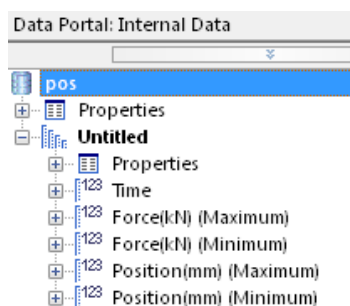 Data Portal: Internal Data
pos
Properties
Untitled
Properties
123 Time
123 Force(kN) (Maximum)
123 Force(kN) (Minimum)
123 Position(mm) (Maximum)
123 Position(mm) (Minimum)